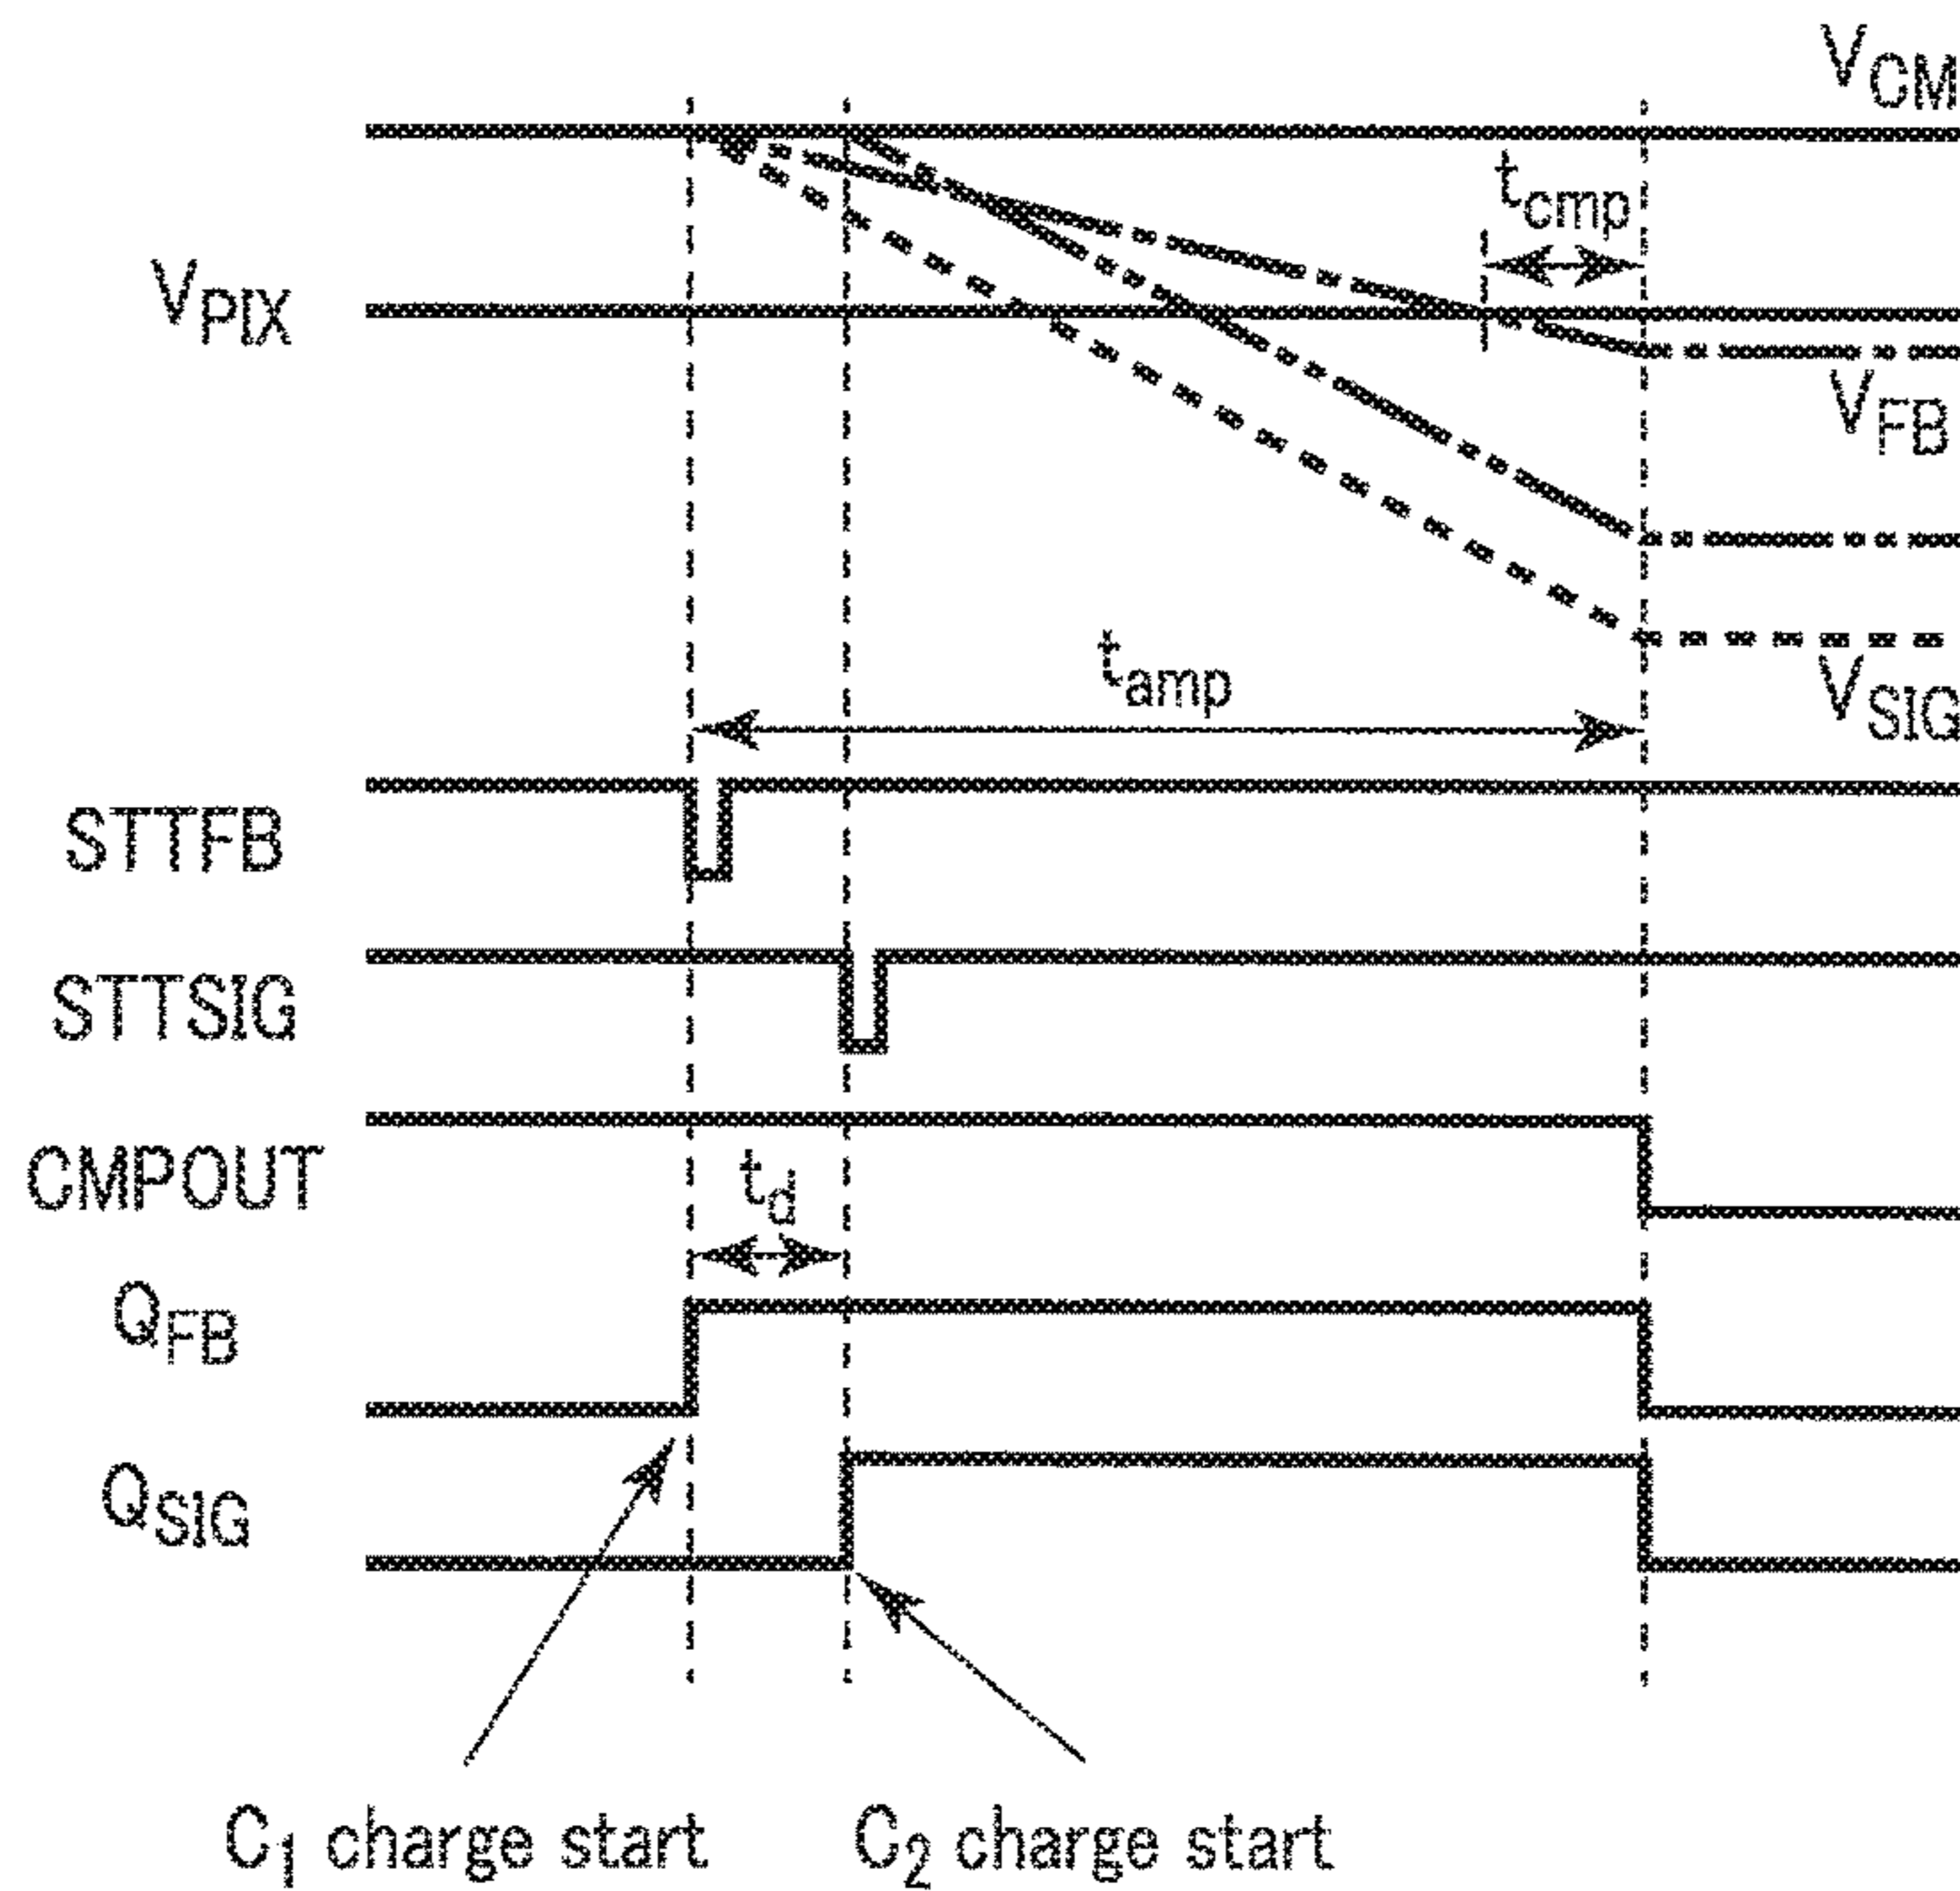 VCM
tcmp
VPIX
VFB
tamp
VSIG
STTFB
STTSIG
CMPOUT
td
QFB
QSIG
C1 charge start
C2 charge start